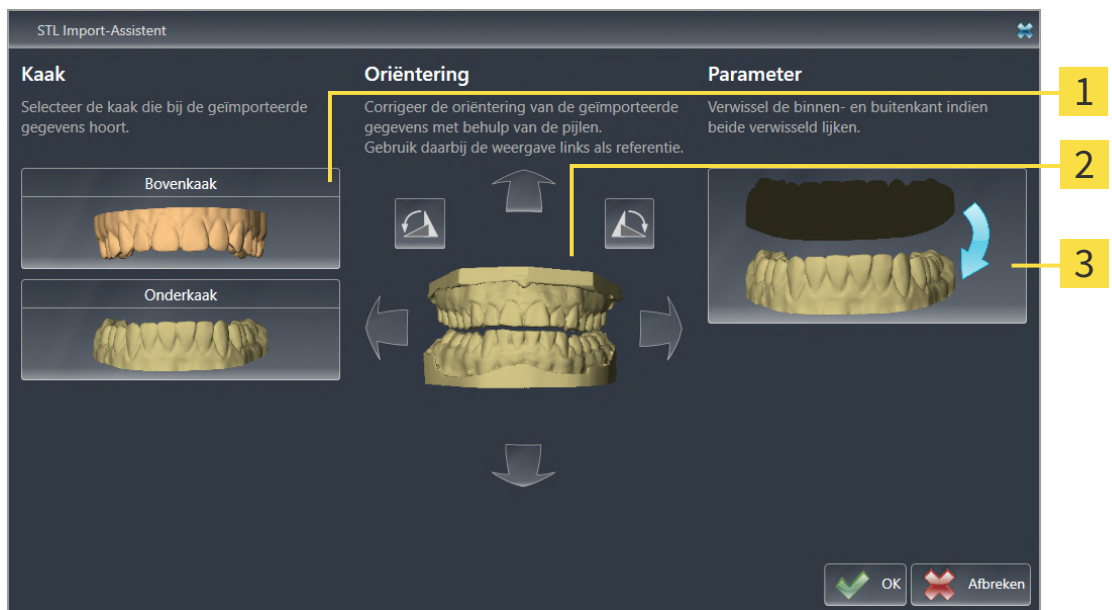 STL Import-Assistent
Kaak
Selecteer de kaak die bij de geïmporteerde
gegevens hoort.
Bovenkaak
Onderkaak
Oriëntering
Corrigeer de oriëntering van de geïmporteerde
gegevens met behulp van de pijlen.
Gebruik daarbij de weergave links als referentie.
Parameter
Verwissel de binnen- en buitenkant indien
beide verwisseld lijken.
1
2
3
OK
Afbreken